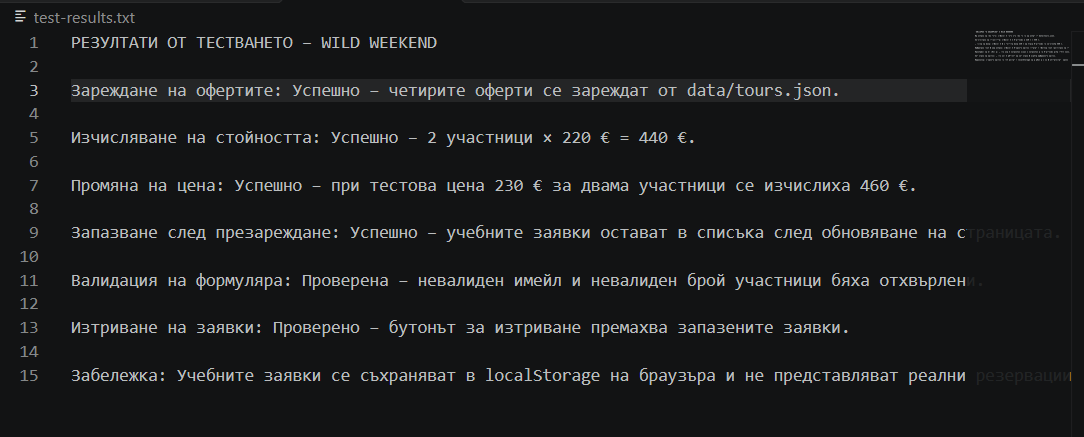 test-results.txt
1 РЕЗУЛТАТИ ОТ ТЕСТВАНЕТО – WILD WEEKEND
2
3 Зареждане на офертите: Успешно – четирите оферти се зареждат от data/tours.json.
4
5 Изчисляване на стойността: Успешно – 2 участници × 220 € = 440 €.
6
7 Промяна на цена: Успешно – при тестова цена 230 € за двама участници се изчислиха 460 €.
8
9 Запазване след презареждане: Успешно – учебните заявки остават в списъка след обновяване на страницата.
10
11 Валидация на формуляра: Проверена – невалиден имейл и невалиден брой участници бяха отхвърлени.
12
13 Изтриване на заявки: Проверено – бутонът за изтриване премахва запазените заявки.
14
15 Забележка: Учебните заявки се съхраняват в localStorage на браузъра и не представляват реални резервации